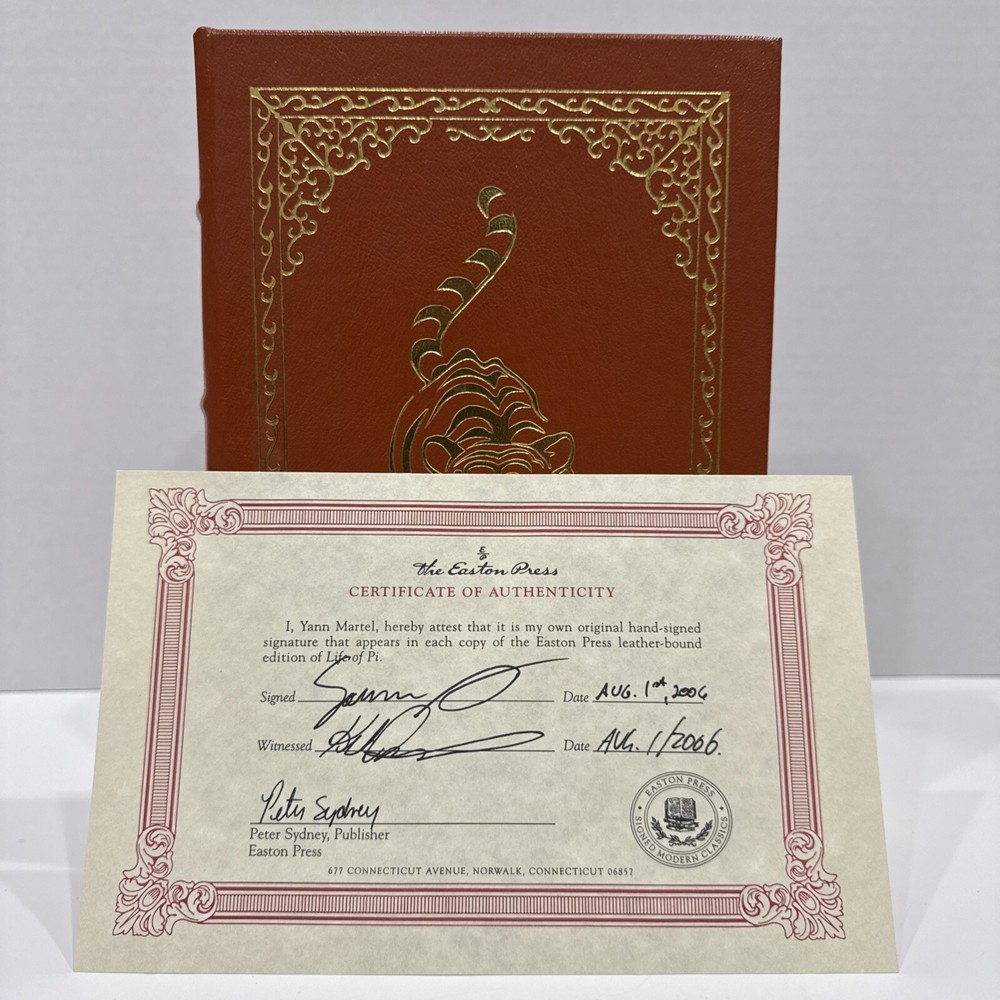 E
P
the Easton Press
CERTIFICATE OF AUTHENTICITY
I, Yann Martel, hereby attest that it is my own original hand-signed
signature that appears in each copy of the Easton Press leather-bound
edition of Life of Pi.
Signed Date AUG. 1st, 2006
Witnessed Date AUG. 1/2006.
Peter Sydney
Peter Sydney, Publisher
Easton Press
EASTON PRESS
• SIGNED MODERN CLASSICS •
677 CONNECTICUT AVENUE, NORWALK, CONNECTICUT 06857